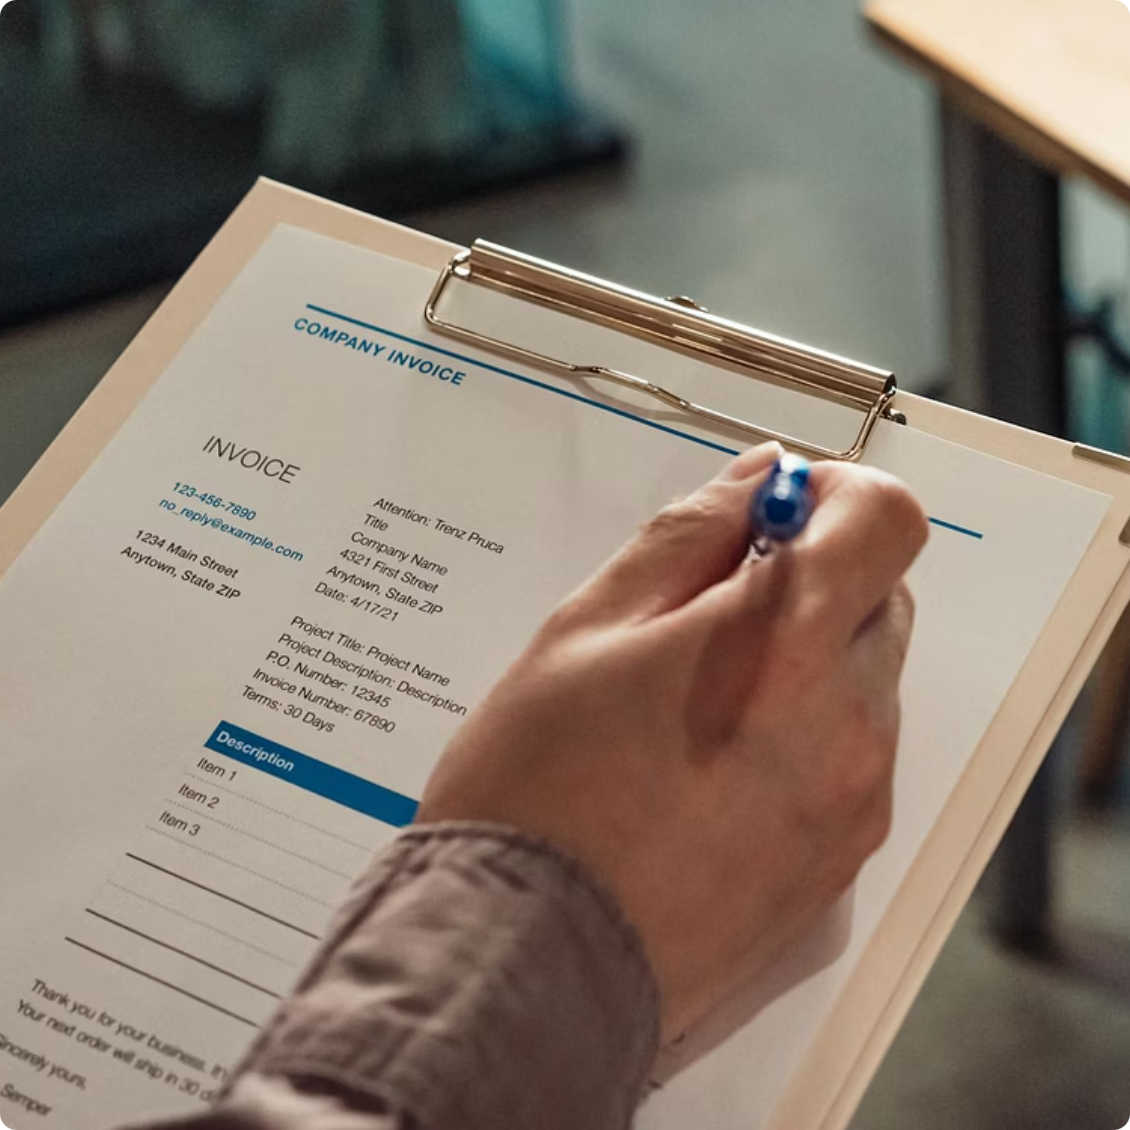 COMPANY INVOICE
INVOICE
123-456-7890
no_reply@example.com
1234 Main Street
Anytown, State ZIP
Attention: Trenz Pruca
Title
Company Name
4321 First Street
Anytown, State ZIP
Date: 4/17/21
Project Title: Project Name
Project Description: Description
P.O. Number: 12345
Invoice Number: 67890
Terms: 30 Days
Description
Item 1
Item 2
Item 3
Thank you for your business. It'
Your next order will ship in 30 d
Sincerely yours,
Semper